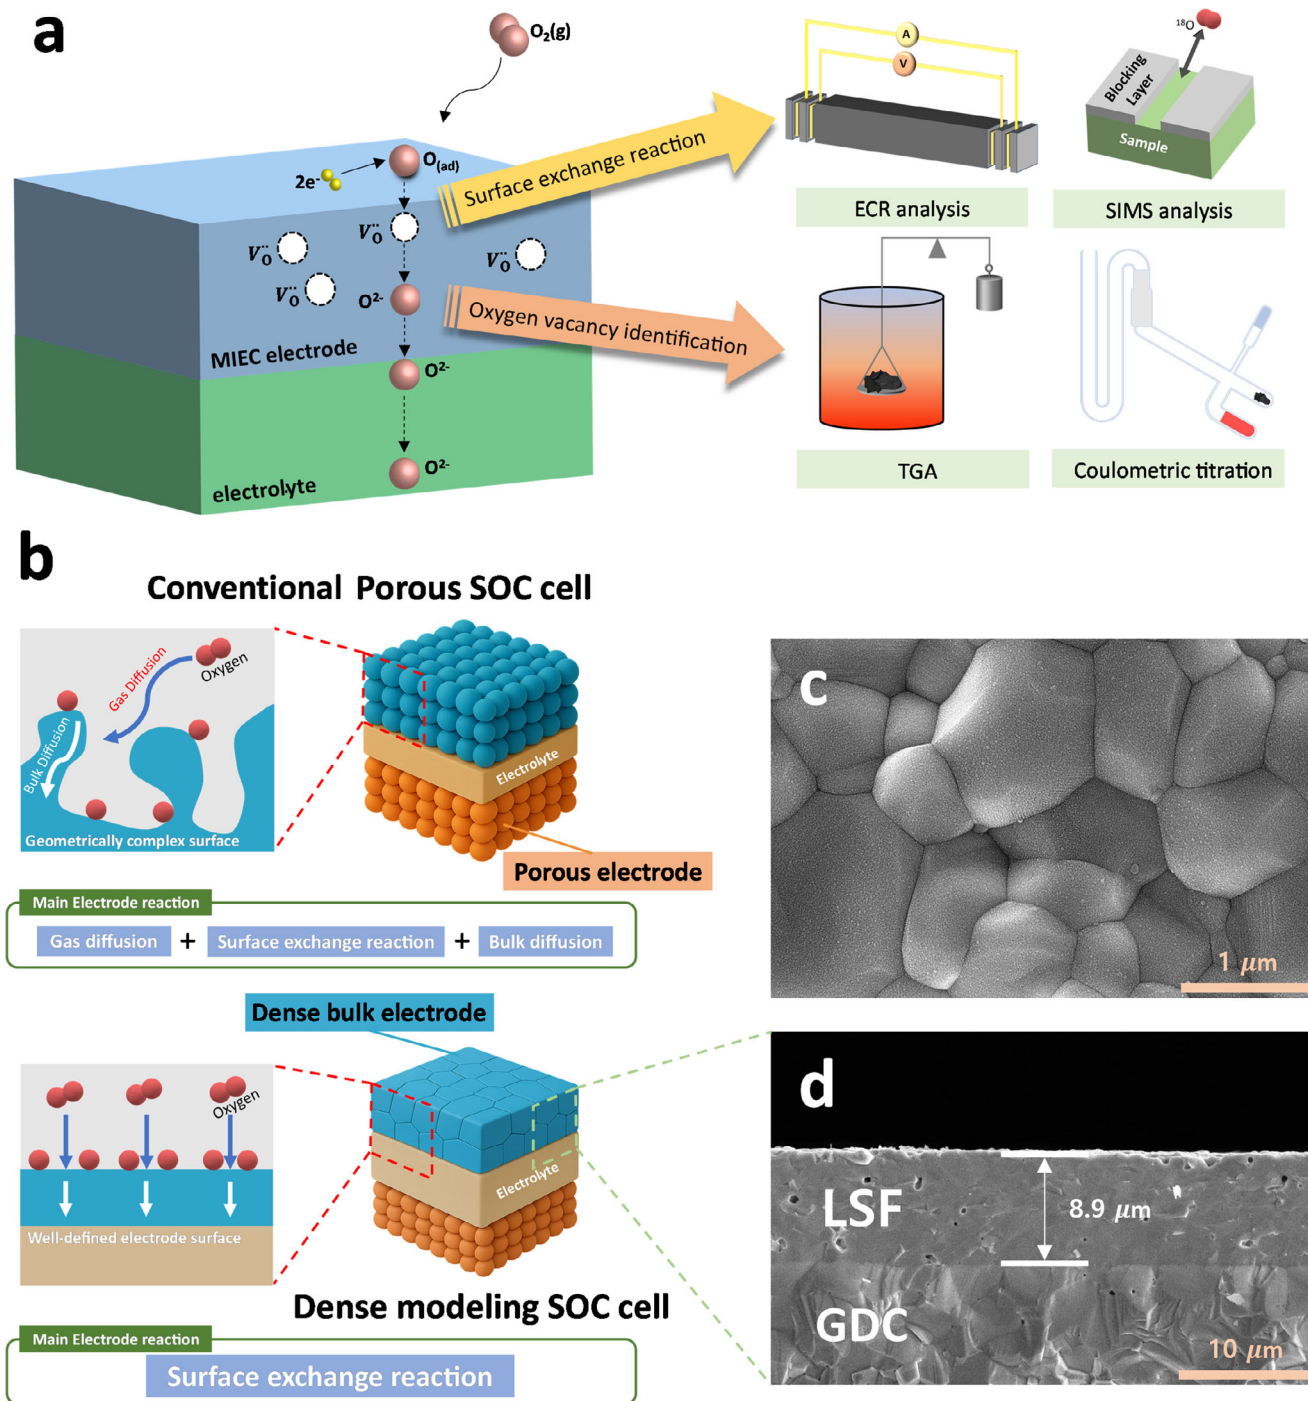 a
O₂(g)
A
V
¹⁸O
Blocking
Layer
Sample
O(ad)
2e⁻
Surface exchange reaction
ECR analysis
SIMS analysis
V_O^¨
V_O^¨
V_O^¨
V_O^¨
O²⁻
Oxygen vacancy identification
MIEC electrode
O²⁻
O²⁻
electrolyte
TGA
Coulometric titration
b
Conventional Porous SOC cell
Gas Diffusion
Oxygen
Bulk Diffusion
Geometrically complex surface
Electrolyte
Porous electrode
Main Electrode reaction
Gas diffusion + Surface exchange reaction + Bulk diffusion
c
1 μm
Dense bulk electrode
Oxygen
Well-defined electrode surface
Electrolyte
Dense modeling SOC cell
Main Electrode reaction
Surface exchange reaction
d
LSF
8.9 μm
GDC
10 μm